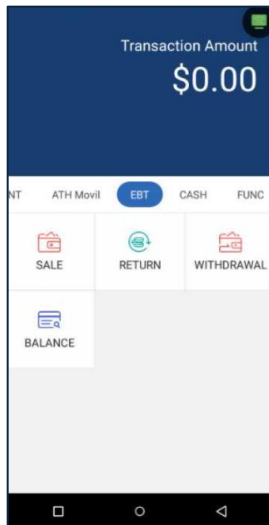 Transaction Amount
$0.00
NT ATH Movil EBT CASH FUNC
SALE RETURN WITHDRAWAL
BALANCE